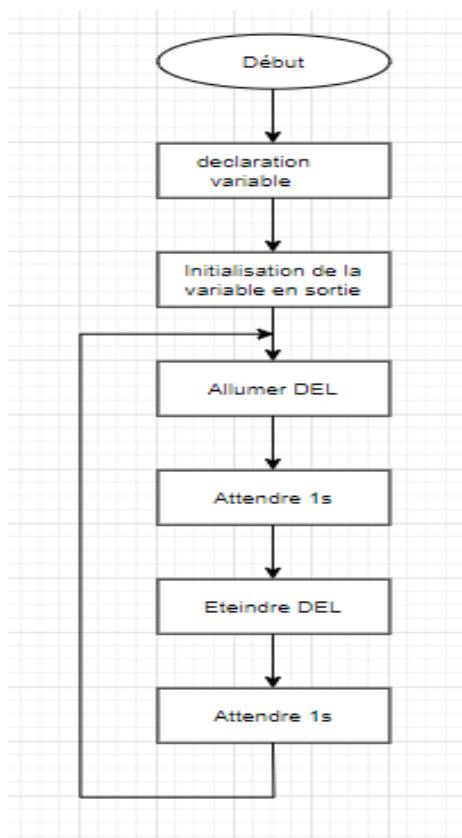 Début
declaration
variable
Initialisation de la
variable en sortie
Allumer DEL
Attendre 1s
Eteindre DEL
Attendre 1s